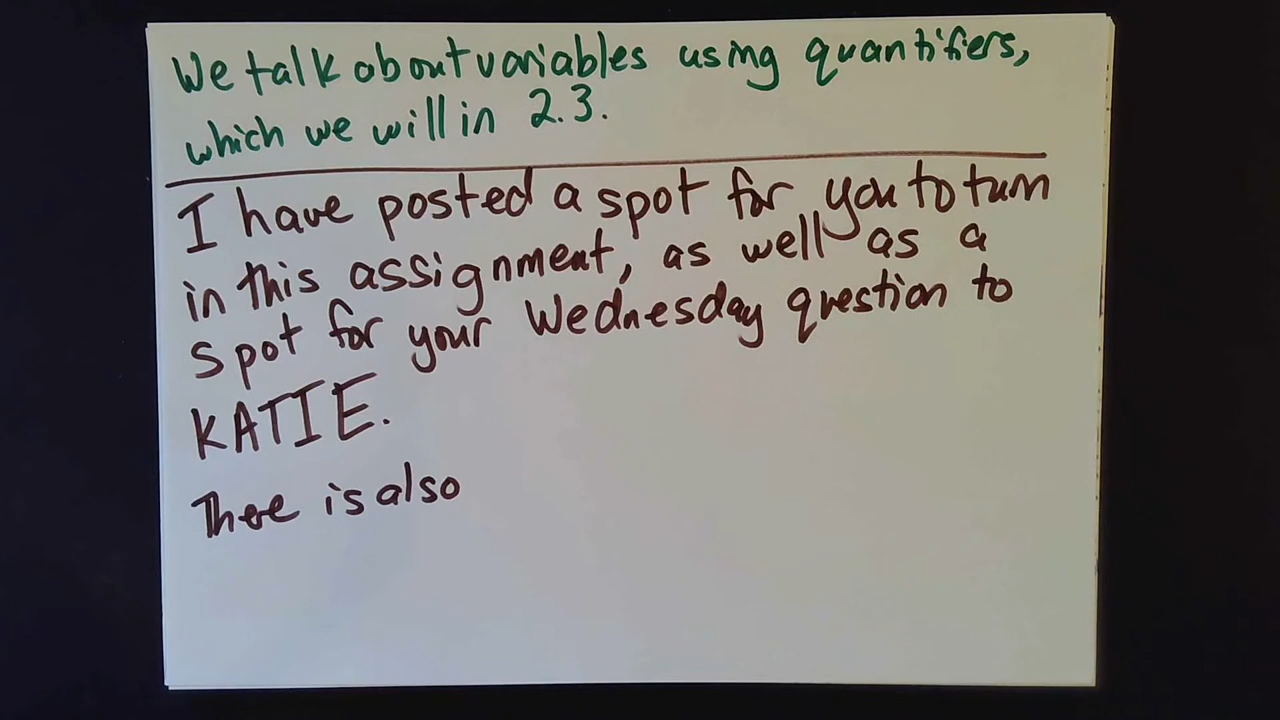 We talk about variables using quantifiers,
which we will in 2.3.
I have posted a spot for you to turn
in this assignment, as well as a
spot for your Wednesday question to
KATIE.
There is also